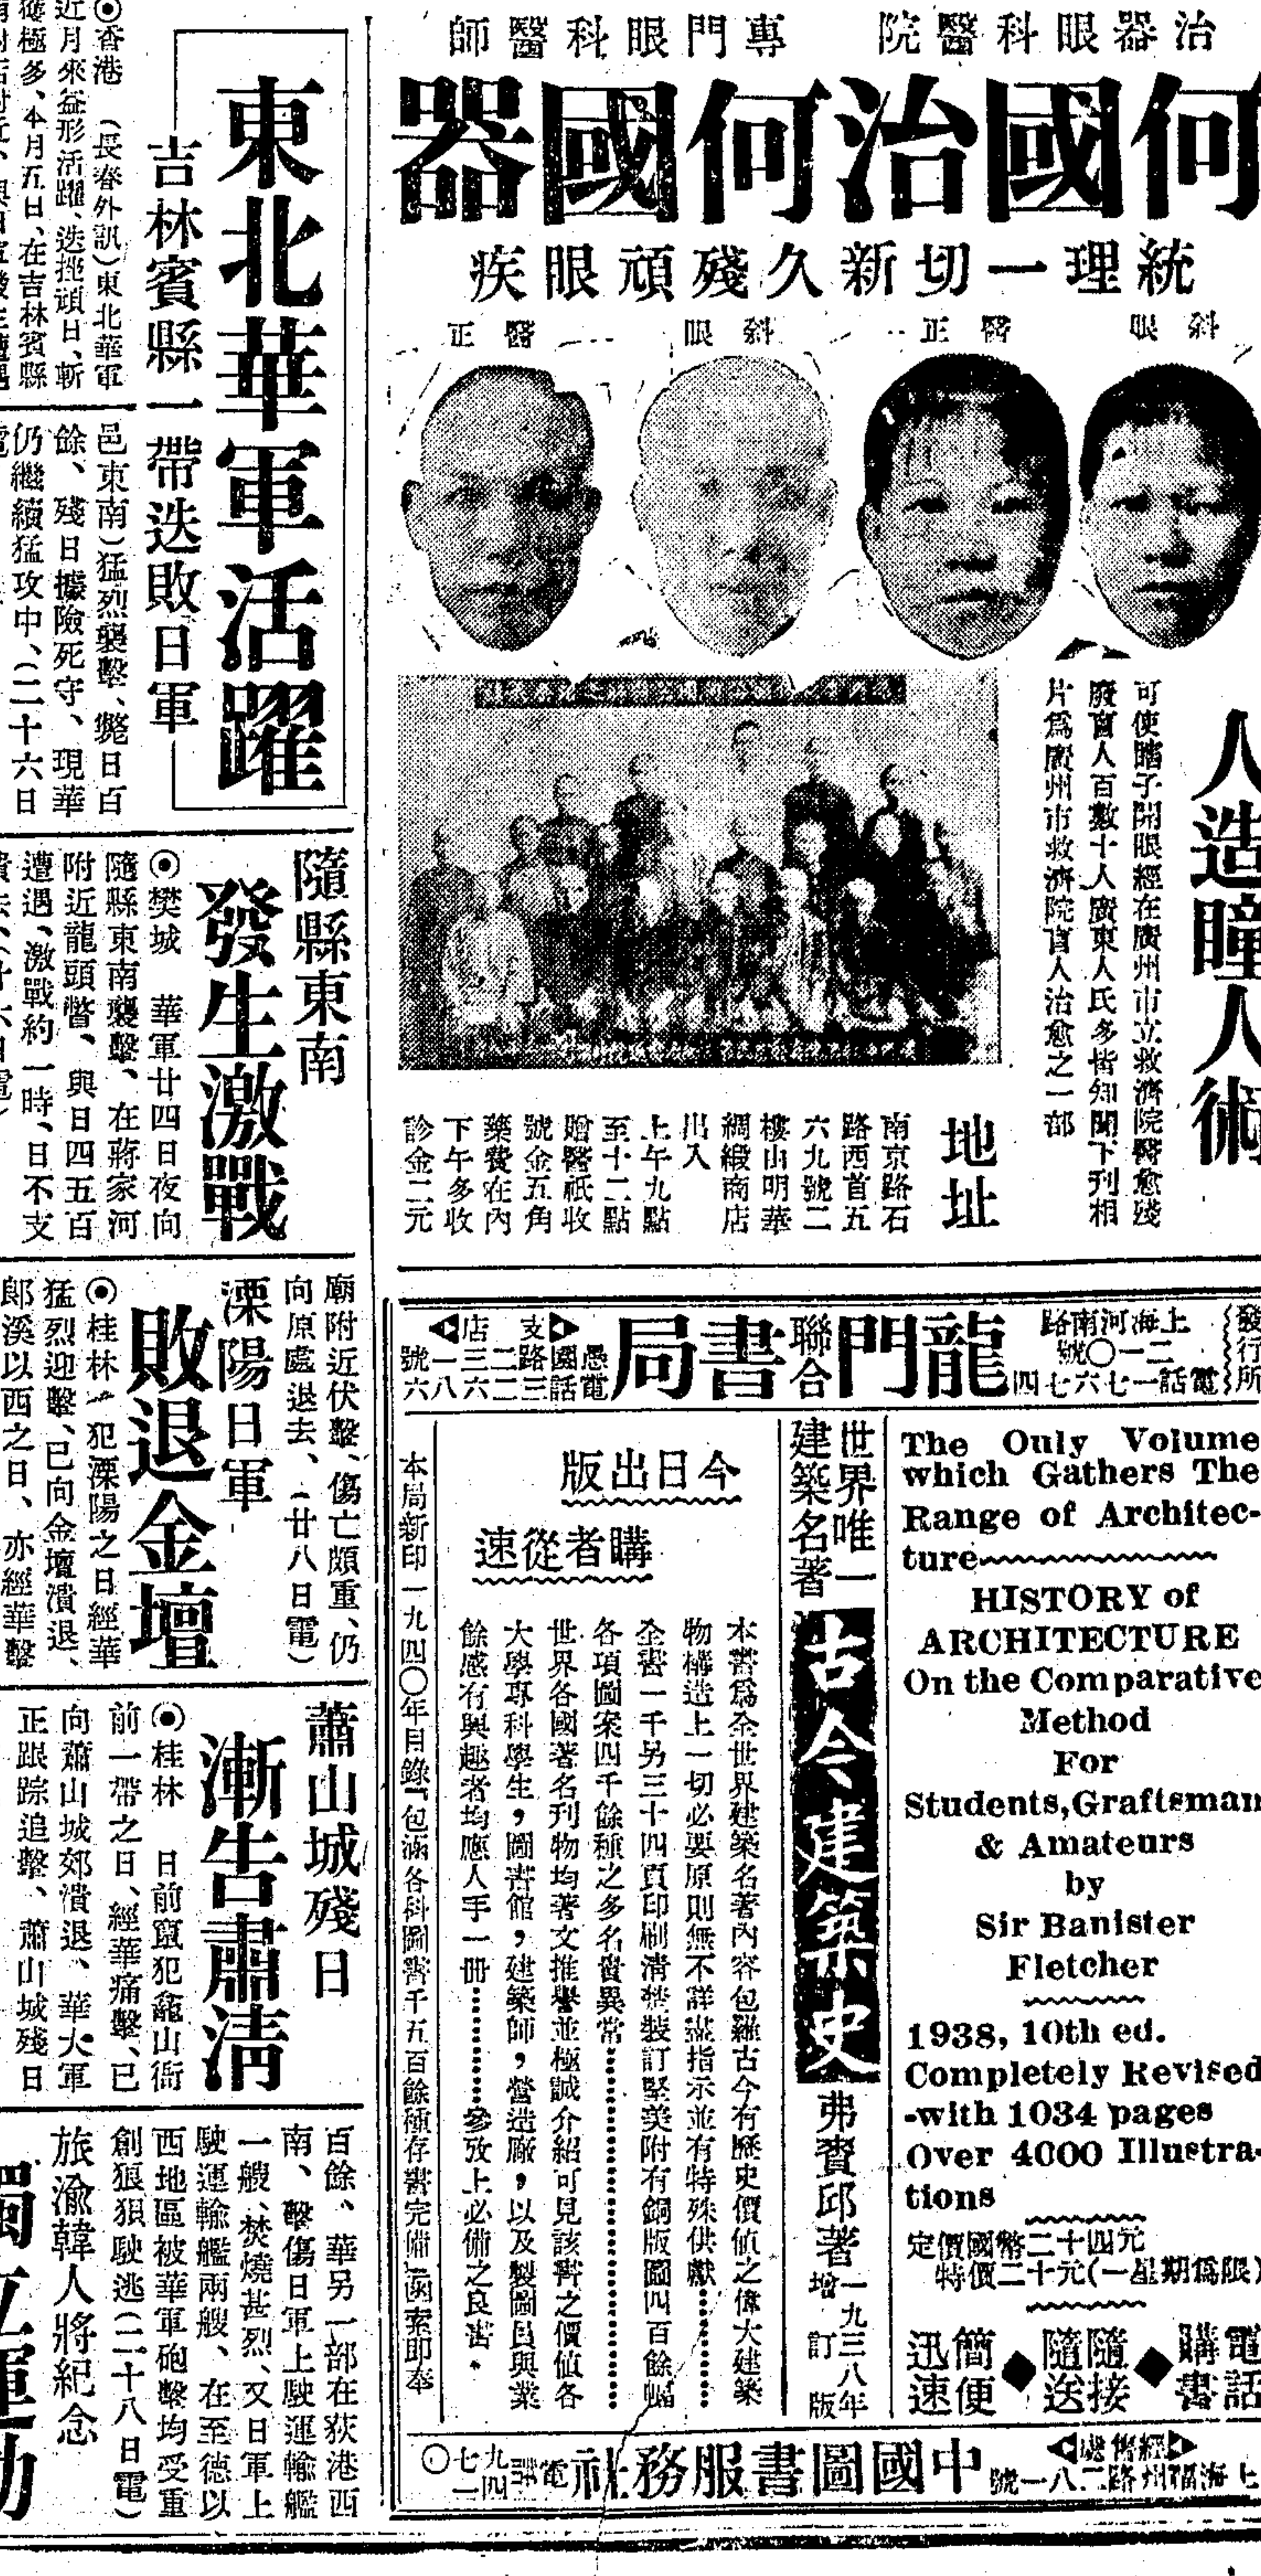 治器眼科醫院　專門眼科醫師
何國治何國器
統理一切新久殘頑眼疾
斜眼
醫正
斜眼
醫正
人造瞳人術
可使瞎子開眼經在廣州市立救濟院醫愈殘
廢盲人百數十人廣東人民多皆知聞下刊相
片爲廣州市救濟院盲人治愈之一部
地址
南京路石
路西首五
六九號二
樓山明華
綢緞商店
出入
上午九點
至十二點
贈醫祇收
號金五角
藥費在內
下午多收
診金二元
發行所
上海河南路
二一〇號
電話一七六七四
龍門聯合書局
支店
愚園路三二一號
電話三二六八六
The Only Volume
which Gathers The
Range of Architec-
ture
HISTORY of
ARCHITECTURE
On the Comparative
Method
For
Students,Graftsman
& Amateurs
by
Sir Banister
Fletcher
1938, 10th ed.
Completely Revised
-with 1034 pages
Over 4000 Illustra-
tions
定價國幣二十四元
特價二十元(一星期爲限)
電話購書◆隨接隨送◆簡便迅速
世界唯一
建築名著
古今建筑史
弗賚邱著
一九三八年
增訂版
今日出版
購者從速
本書爲全世界建築名著內容包羅古今有歷史價値之偉大建築
物構造上一切必要原則無不詳盡指示並有特殊供獻……
全書一千另三十四頁印刷清楚裝訂堅美附有銅版圖四百餘幅
各項圖案四千餘種之多名貴異常……
世界各國著名刊物均著文推舉並極誠介紹可見該書之價値各
大學專科學生，圖書館，建築師，營造廠，以及製圖員與業
餘感有興趣者均應人手一冊……參攷上必備之良書．
本局新印一九四〇年目錄「包涵各科圖書千五百餘種存書完備」函索即奉
經售處
上海福州路二八一號
中國圖書服務社
電話
九四
七二〇
東北華軍活躍
吉林賓縣一帶迭敗日軍
◉香港　(長春外訊)東北華軍
近月來益形活躍、迭挫頑日、斬
獲極多、本月五日、在吉林賓縣
邑東南)猛烈襲擊、斃日百
餘、殘日據險死守、現華
仍繼續猛攻中、(二十六日
電
隨縣東南
發生激戰
◉樊城　華軍廿四日夜向
隨縣東南襲擊、在蔣家河
附近龍頭㟷、與日四五百
遭遇、激戰約一時、日不支
廟附近伏擊、傷亡頗重、仍
向原處退去、(廿八日電)
溧陽日軍
敗退金壇
◉桂林　犯溧陽之日經華
猛烈迎擊、已向金壇潰退、
郎溪以西之日、亦經華擊
蕭山城殘日
漸告肅淸
◉桂林　日前竄犯龕山衙
前一帶之日、經華痛擊、已
向蕭山城郊潰退、華大軍
正跟踪追擊、蕭山城殘日
百餘、華另一部在荻港西
南、擊傷日軍上駛運輸艦
一艘、焚燒甚烈、又日軍上
駛運輸艦兩艘、在至德以
西地區被華軍砲擊均受重
創狼狽駛逃(二十八日電)
旅渝韓人將紀念
獨立運動